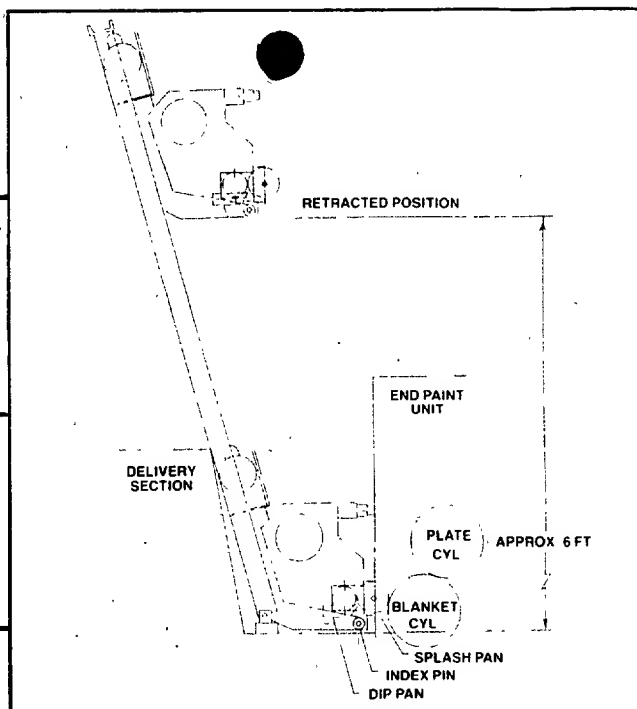 RETRACTED POSITION
END PAINT
UNIT
DELIVERY
SECTION
PLATE
CYL
APPROX 6 FT
BLANKET
CYL
SPLASH PAN
INDEX PIN
DIP PAN